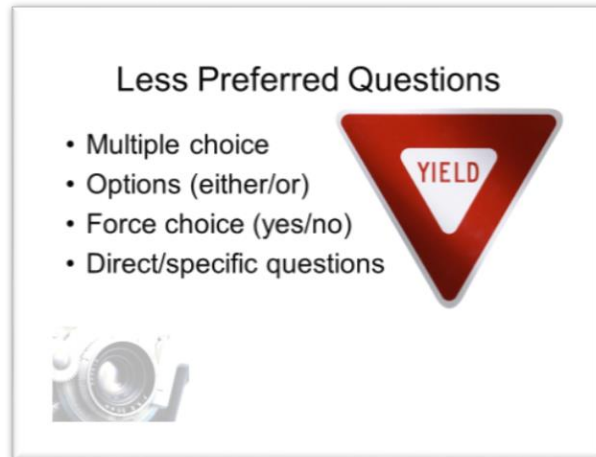 Less Preferred Questions
• Multiple choice
• Options (either/or)
• Force choice (yes/no)
• Direct/specific questions
YIELD